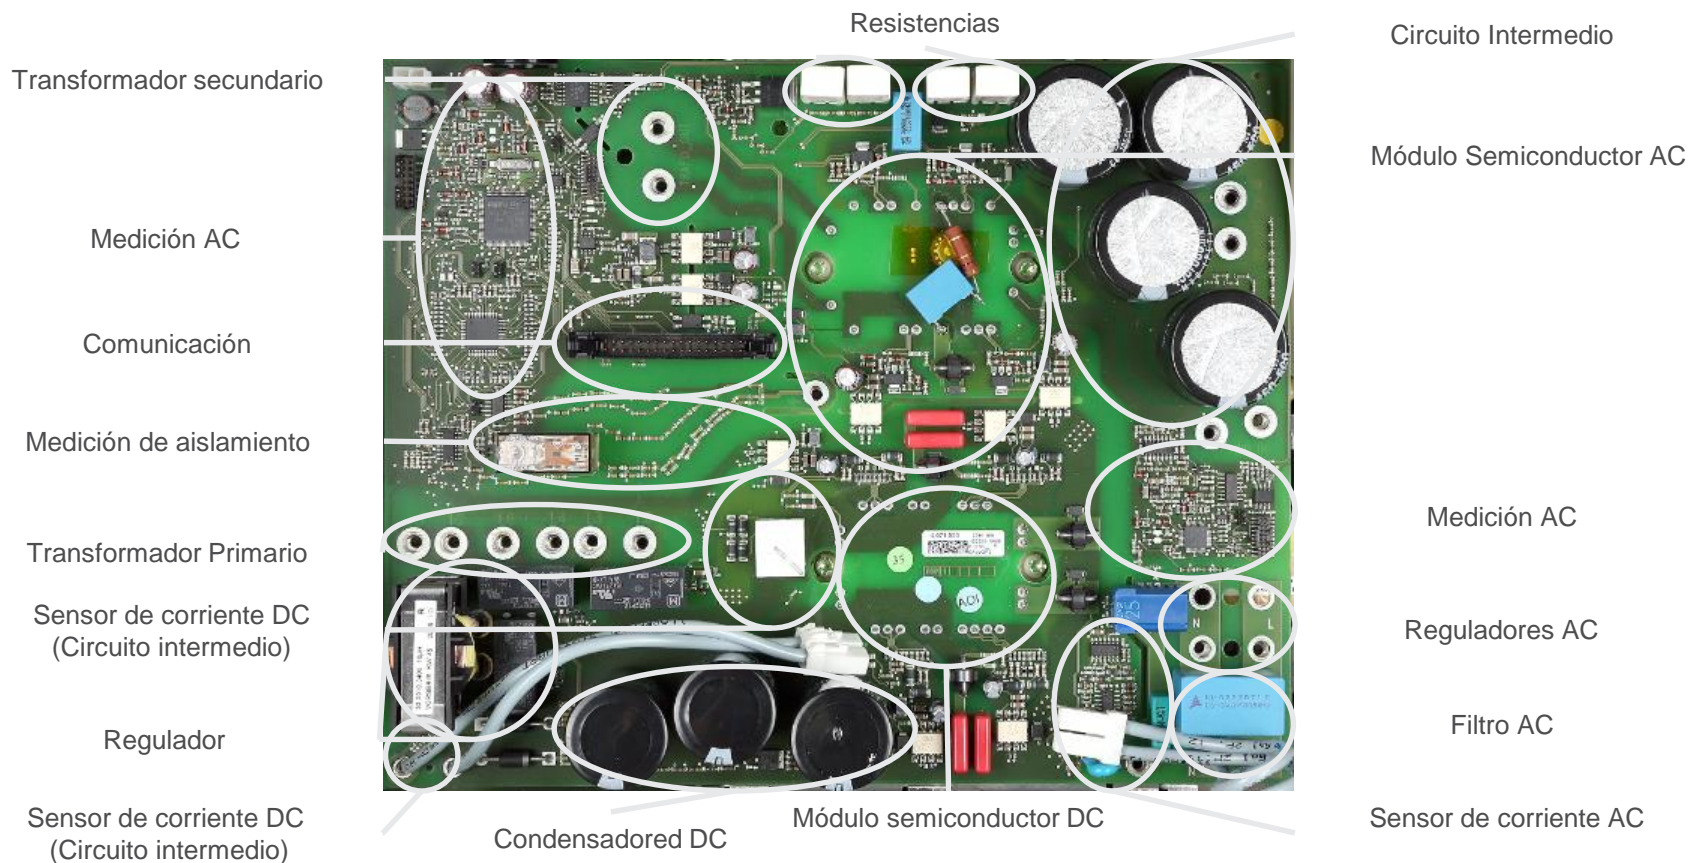 Resistencias
Circuito Intermedio
Transformador secundario
Módulo Semiconductor AC
Medición AC
Comunicación
Medición de aislamiento
Medición AC
Transformador Primario
Sensor de corriente DC
(Circuito intermedio)
Reguladores AC
N
L
Regulador
Filtro AC
Sensor de corriente DC
(Circuito intermedio)
Condensadored DC
Módulo semiconductor DC
Sensor de corriente AC